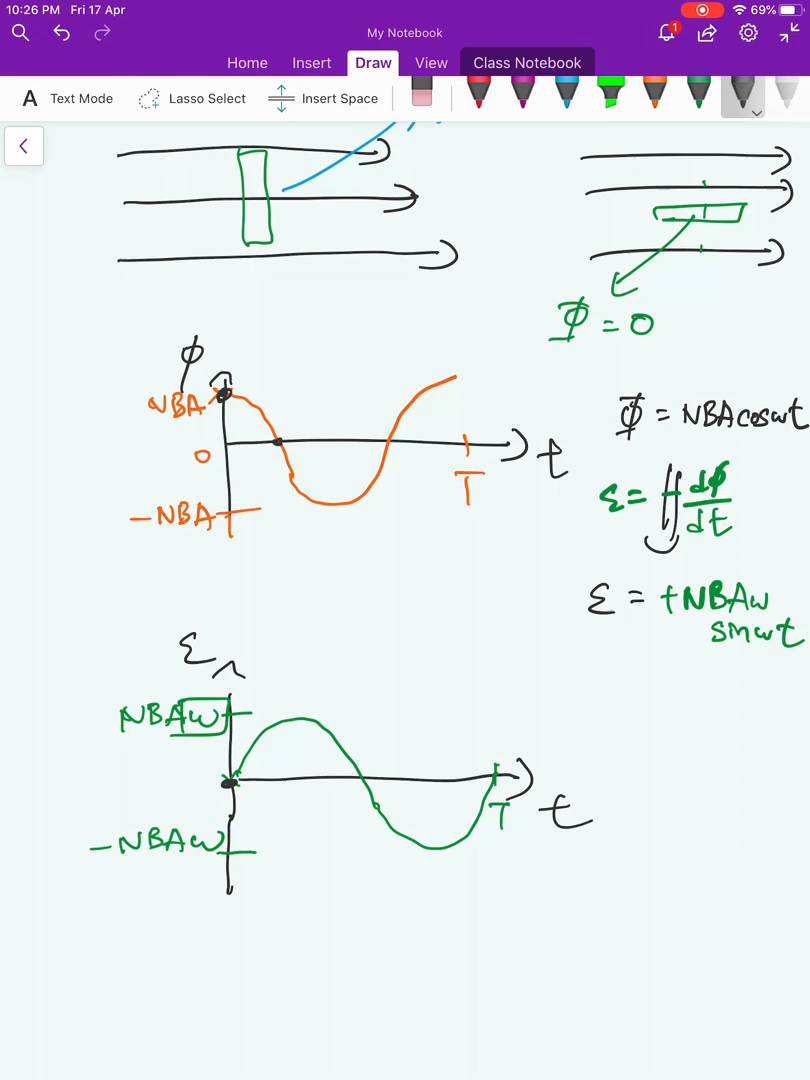 10:26 PM Fri 17 Apr 69%
My Notebook
1
Home Insert Draw View Class Notebook
A Text Mode Lasso Select Insert Space
Φ = 0
ϕ
NBA
0
t
T
-NBA
Φ = NBAcosωt
ε = - dϕ/dt
ε = +NBAω
sinωt
ε
NBAω
T
t
-NBAω